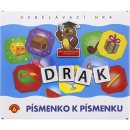 VZDĚLÁVACÍ HRA
DRAK
PÍSMENKO K PÍSMENKU